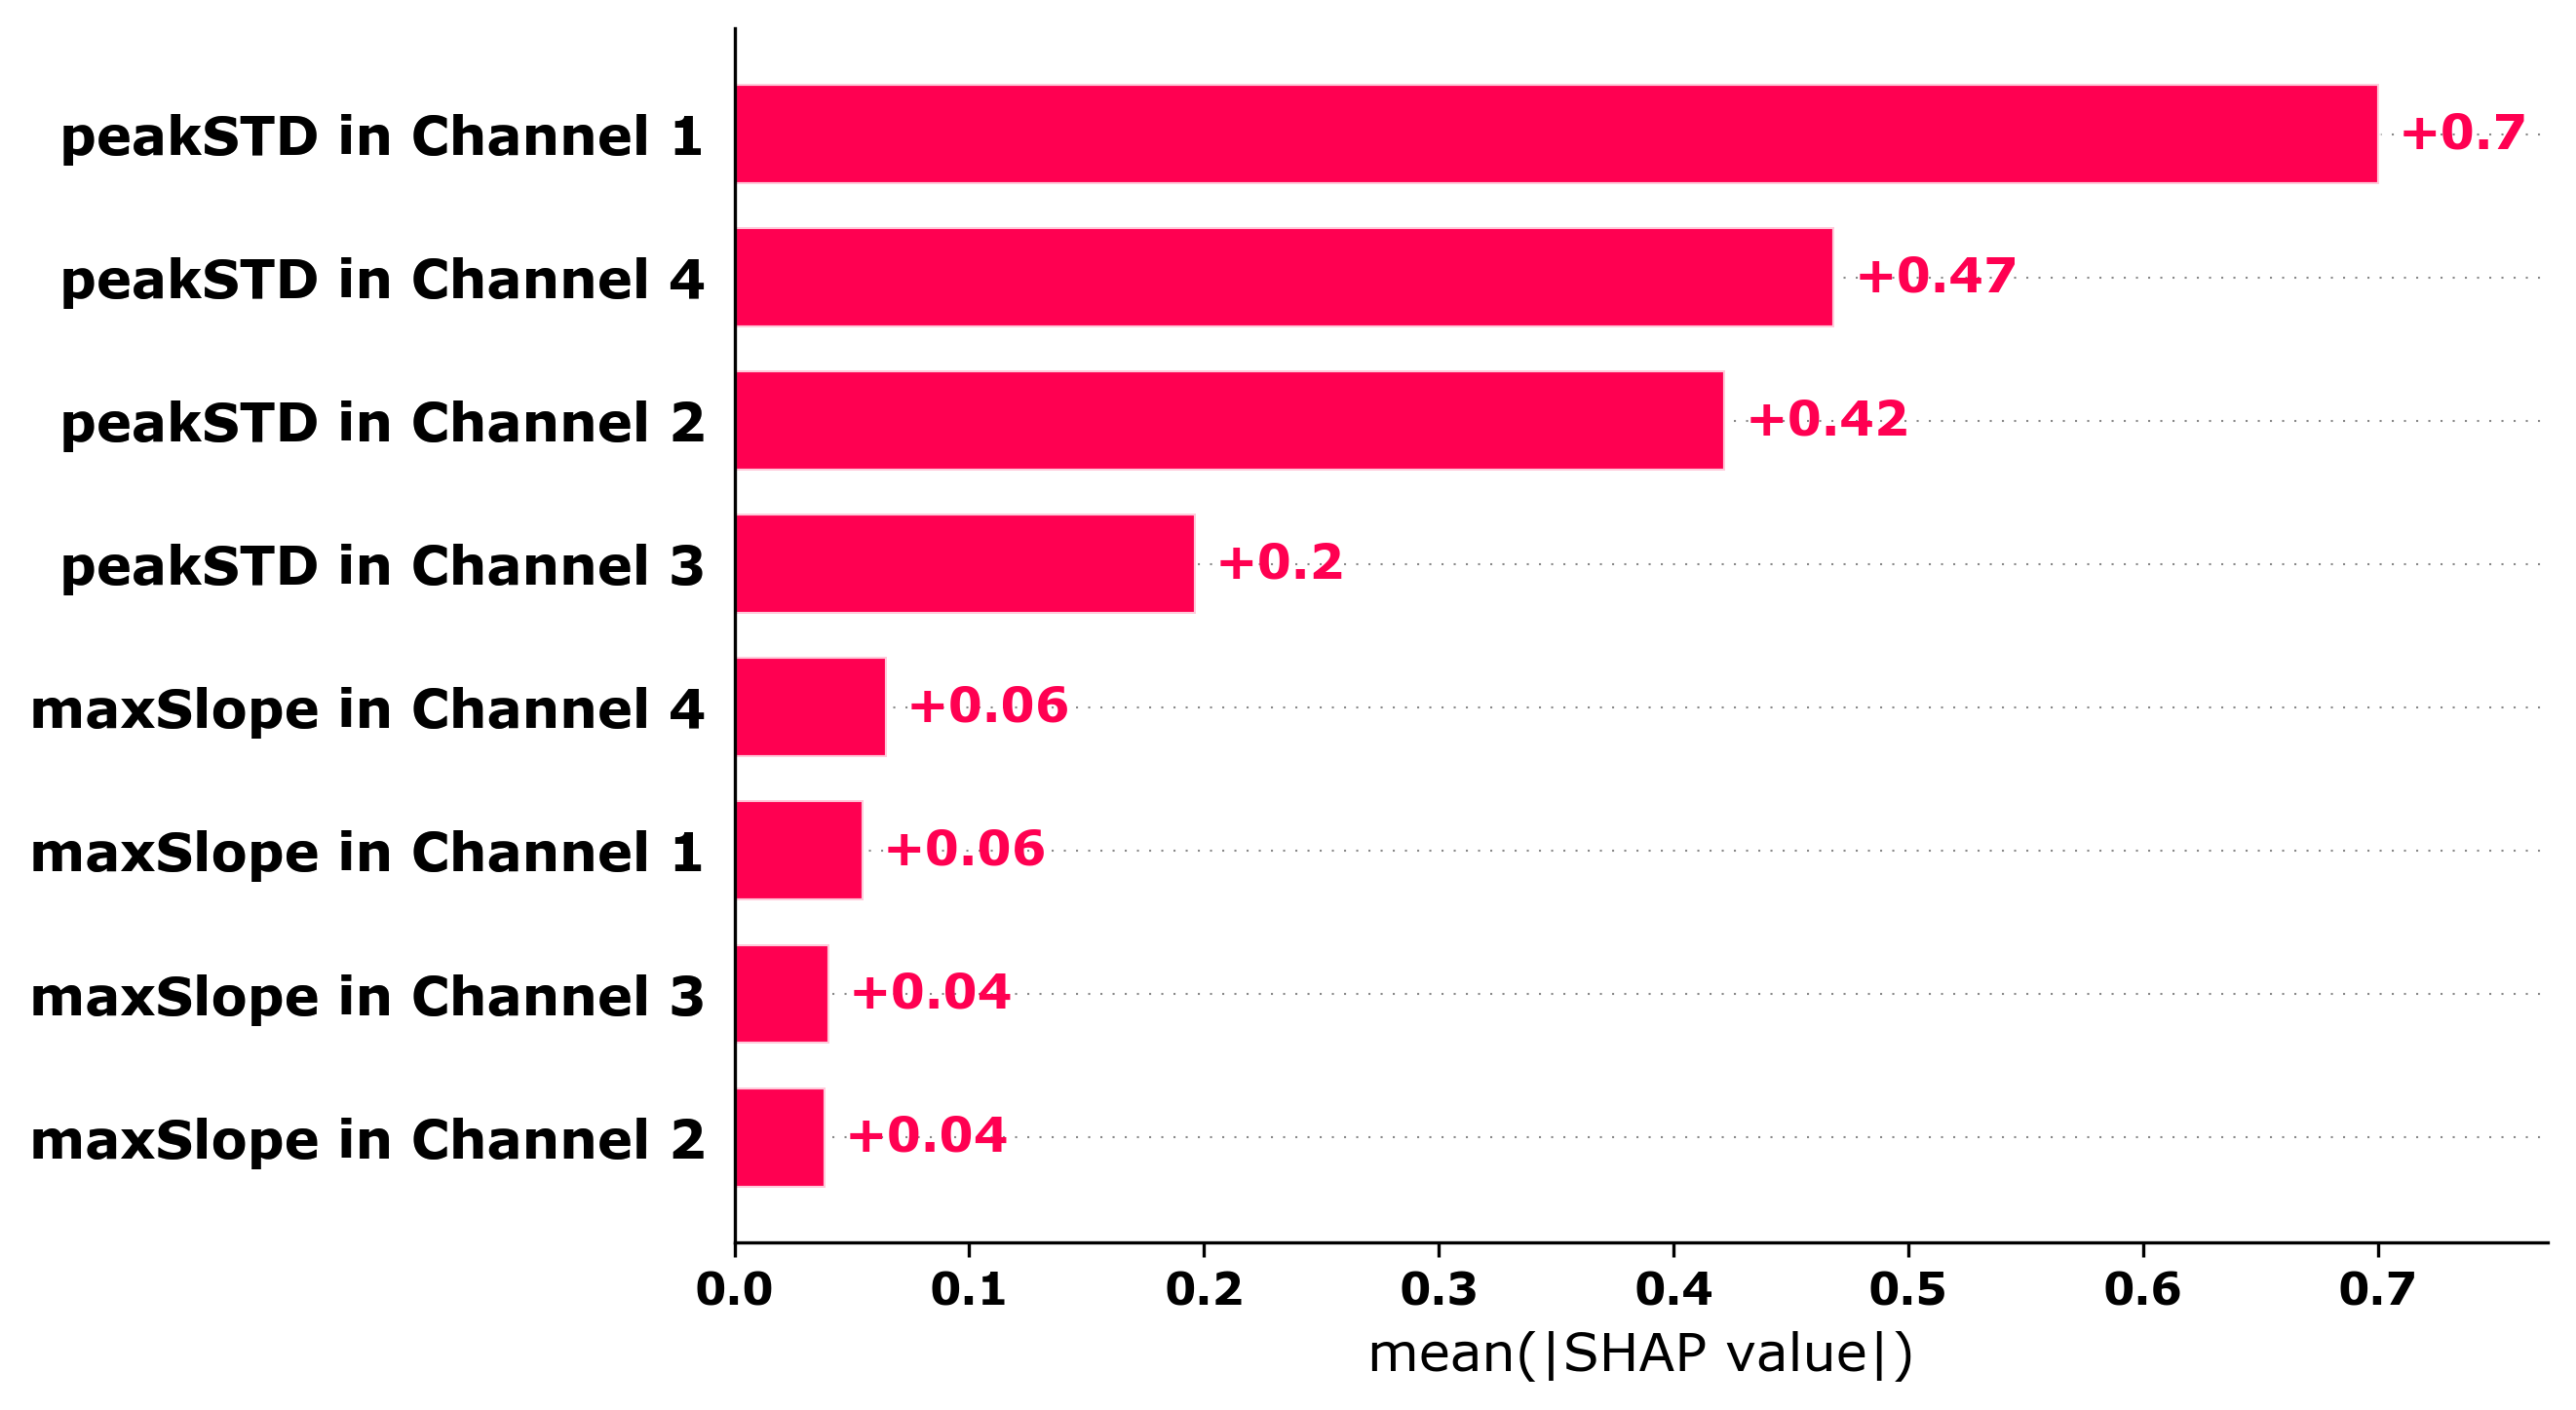 peakSTD in Channel 1 +0.7
peakSTD in Channel 4 +0.47
peakSTD in Channel 2 +0.42
peakSTD in Channel 3 +0.2
maxSlope in Channel 4 +0.06
maxSlope in Channel 1 +0.06
maxSlope in Channel 3 +0.04
maxSlope in Channel 2 +0.04
0.0 0.1 0.2 0.3 0.4 0.5 0.6 0.7
mean(|SHAP value|)